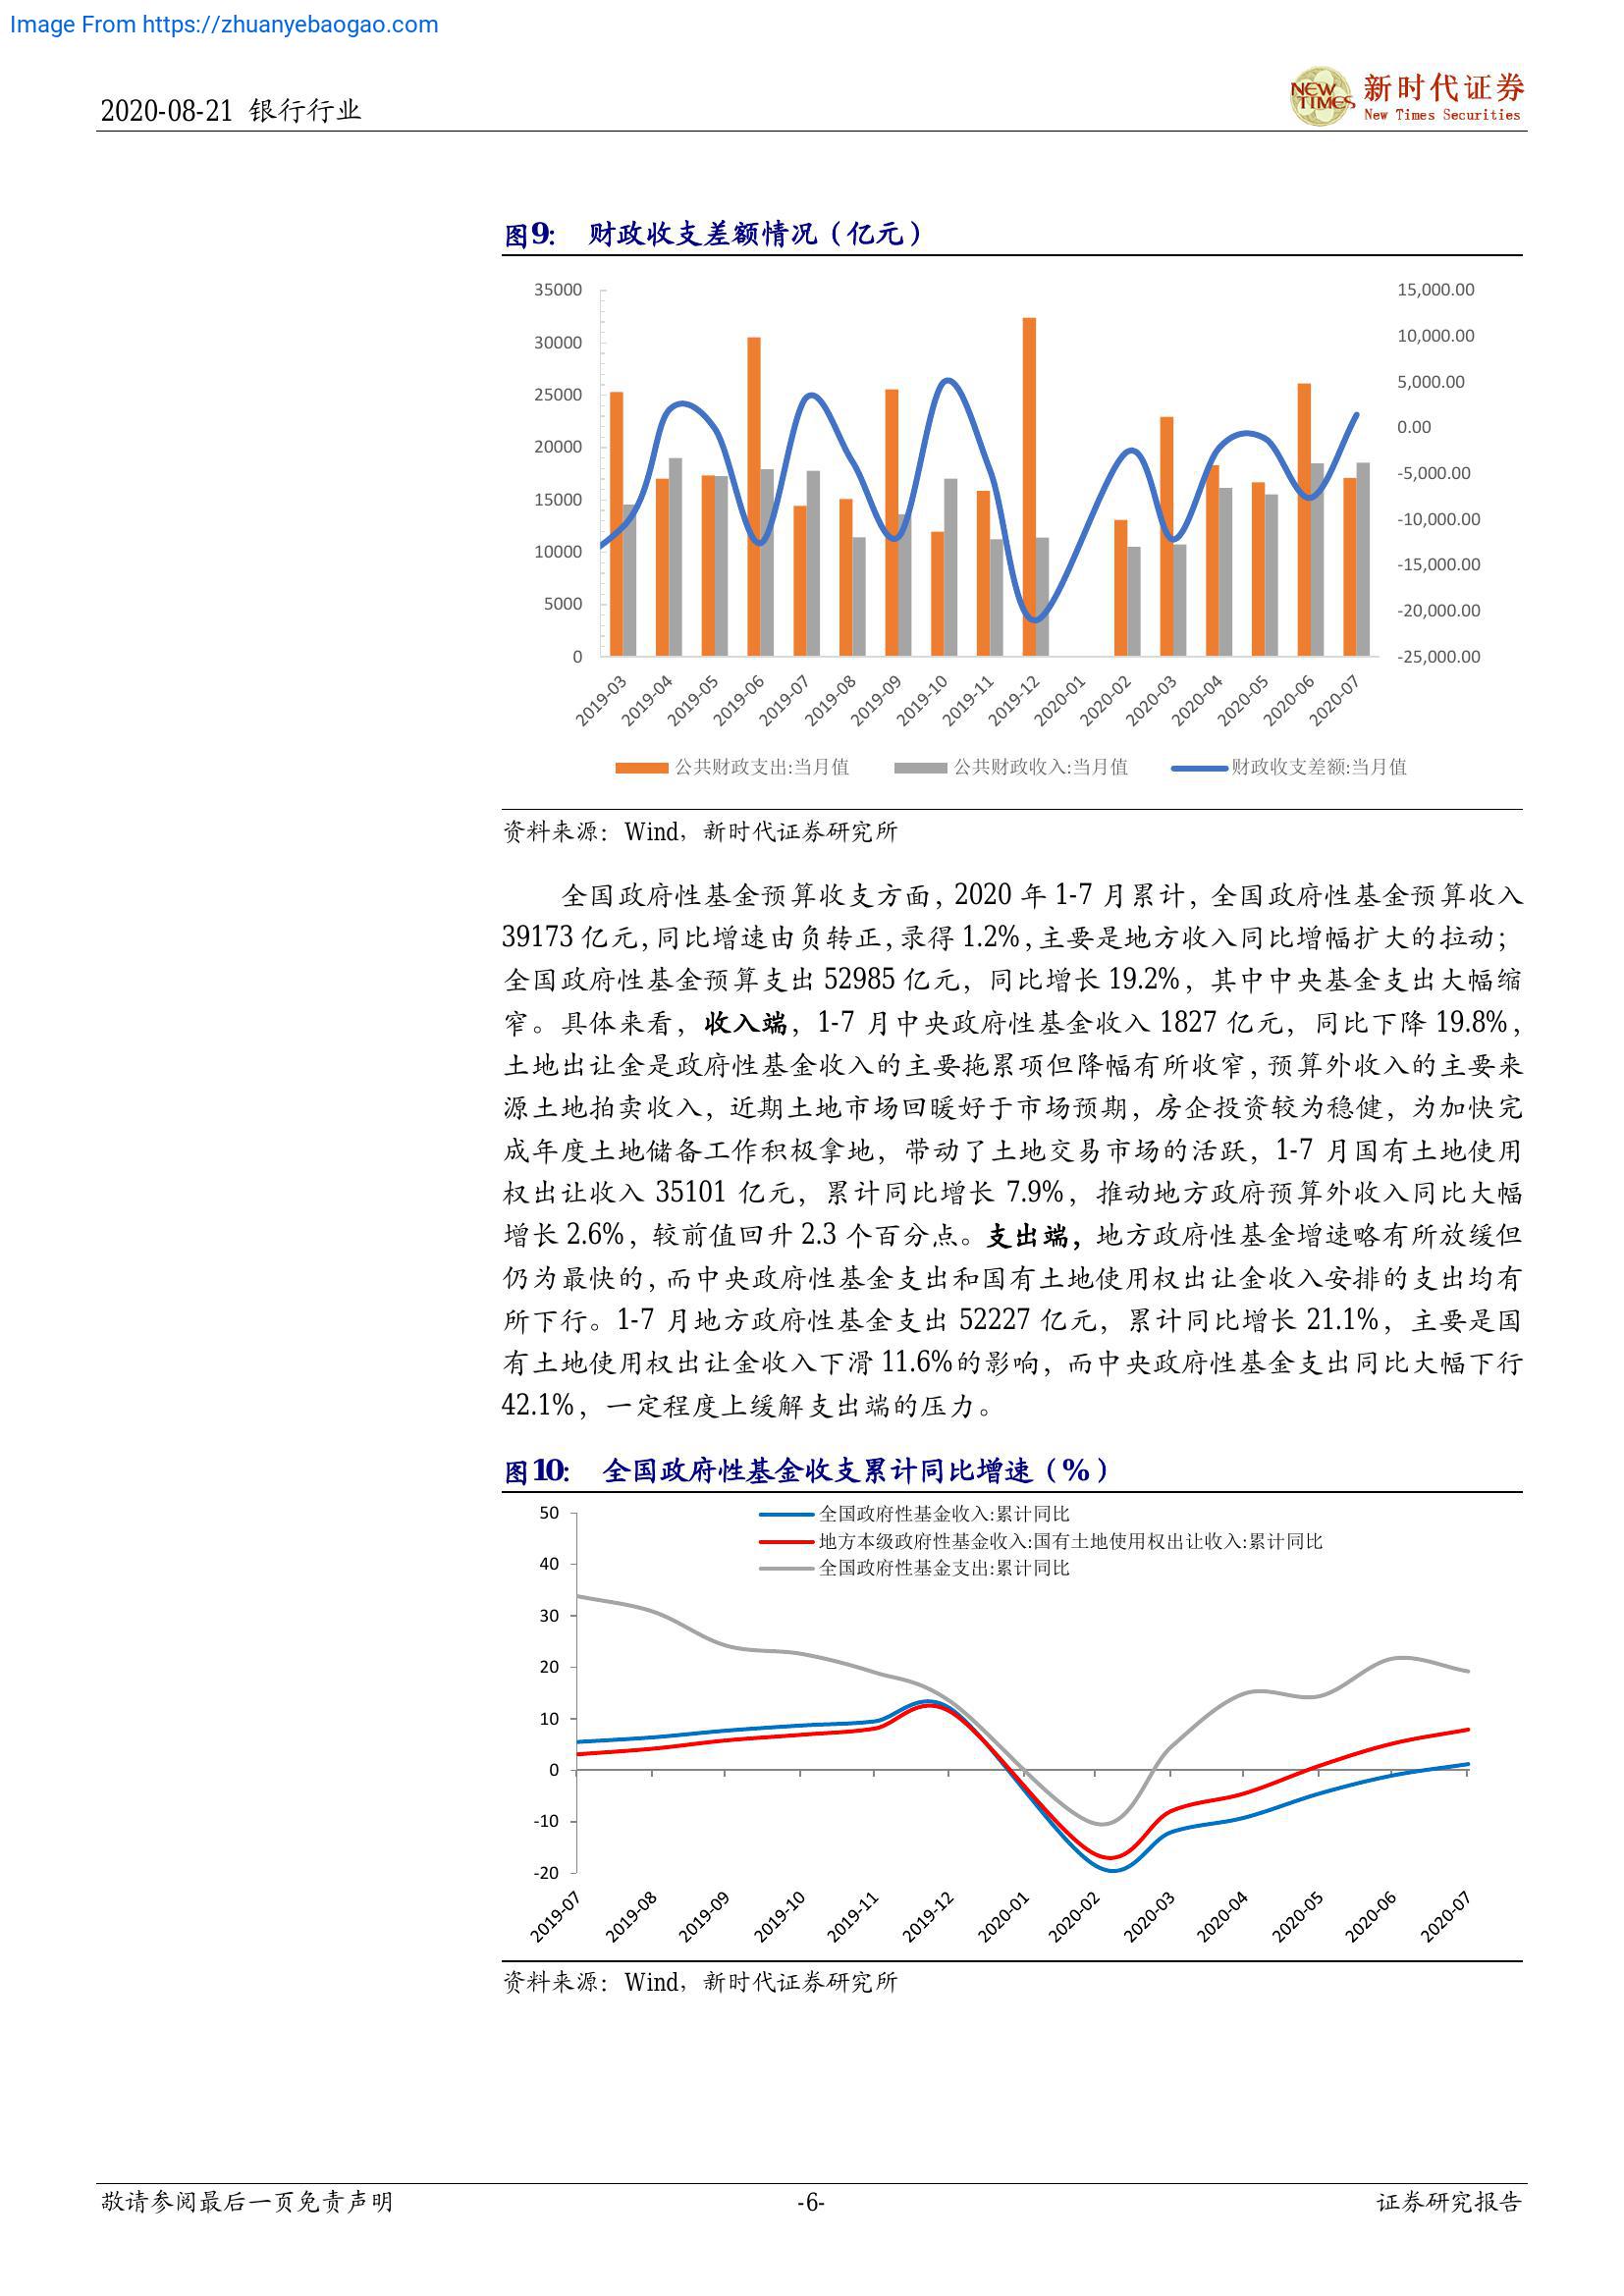 Image From https://zhuanyebaogao.com
2020-08-21 银行行业
NEW TIMES
新时代证券
New Times Securities
图9: 财政收支差额情况（亿元）
35000
30000
25000
20000
15000
10000
5000
0
15,000.00
10,000.00
5,000.00
0.00
-5,000.00
-10,000.00
-15,000.00
-20,000.00
-25,000.00
2019-03 2019-04 2019-05 2019-06 2019-07 2019-08 2019-09 2019-10 2019-11 2019-12 2020-01 2020-02 2020-03 2020-04 2020-05 2020-06 2020-07
公共财政支出:当月值 公共财政收入:当月值 财政收支差额:当月值
资料来源：Wind，新时代证券研究所
全国政府性基金预算收支方面，2020 年 1-7 月累计，全国政府性基金预算收入
39173 亿元，同比增速由负转正，录得 1.2%，主要是地方收入同比增幅扩大的拉动；
全国政府性基金预算支出 52985 亿元，同比增长 19.2%，其中中央基金支出大幅缩
窄。具体来看，收入端，1-7 月中央政府性基金收入 1827 亿元，同比下降 19.8%，
土地出让金是政府性基金收入的主要拖累项但降幅有所收窄，预算外收入的主要来
源土地拍卖收入，近期土地市场回暖好于市场预期，房企投资较为稳健，为加快完
成年度土地储备工作积极拿地，带动了土地交易市场的活跃，1-7 月国有土地使用
权出让收入 35101 亿元，累计同比增长 7.9%，推动地方政府预算外收入同比大幅
增长 2.6%，较前值回升 2.3 个百分点。支出端，地方政府性基金增速略有所放缓但
仍为最快的，而中央政府性基金支出和国有土地使用权出让金收入安排的支出均有
所下行。1-7 月地方政府性基金支出 52227 亿元，累计同比增长 21.1%，主要是国
有土地使用权出让金收入下滑 11.6%的影响，而中央政府性基金支出同比大幅下行
42.1%，一定程度上缓解支出端的压力。
图10: 全国政府性基金收支累计同比增速（%）
全国政府性基金收入:累计同比
地方本级政府性基金收入:国有土地使用权出让收入:累计同比
全国政府性基金支出:累计同比
50
40
30
20
10
0
-10
-20
2019-07 2019-08 2019-09 2019-10 2019-11 2019-12 2020-01 2020-02 2020-03 2020-04 2020-05 2020-06 2020-07
资料来源：Wind，新时代证券研究所
敬请参阅最后一页免责声明 -6- 证券研究报告